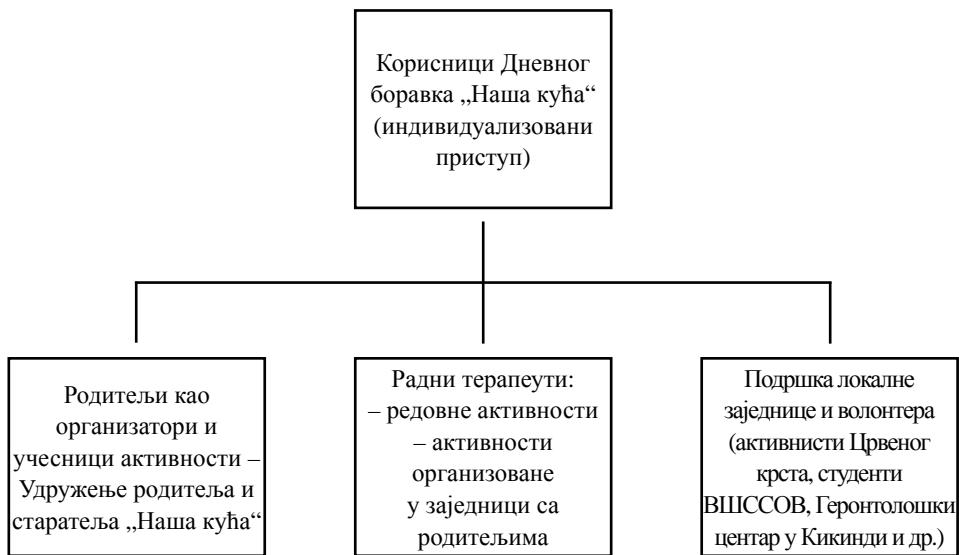 Корисници Дневног
боравка „Наша кућа“
(индивидуализовани
приступ)
Родитељи као
организатори и
учесници активности –
Удружење родитеља и
старатеља „Наша кућа“
Радни терапеути:
– редовне активности
– активности
организоване
у заједници са
родитељима
Подршка локалне
заједнице и волонтера
(активнисти Црвеног
крста, студенти
ВШССОВ, Геронтолошки
центар у Кикинди и др.)